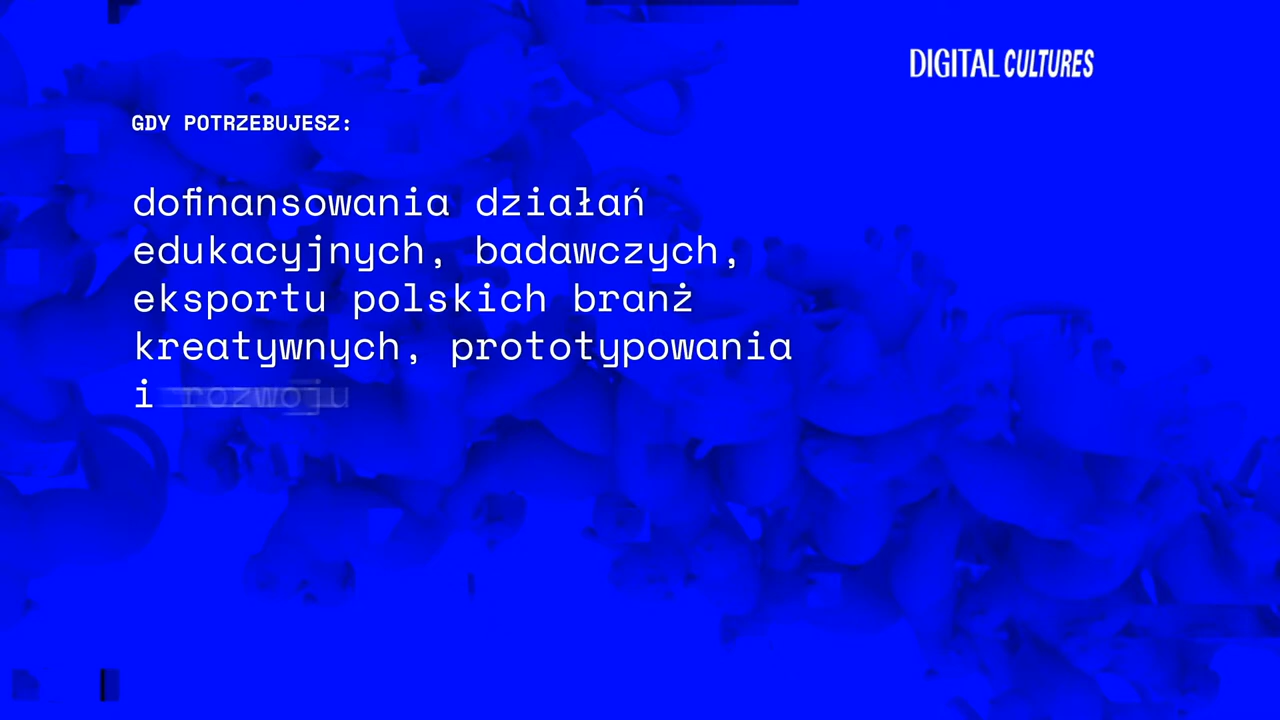 DIGITAL CULTURES
GDY POTRZEBUJESZ:
dofinansowania działań
edukacyjnych, badawczych,
eksportu polskich branż
kreatywnych, prototypowania
i rozwoju